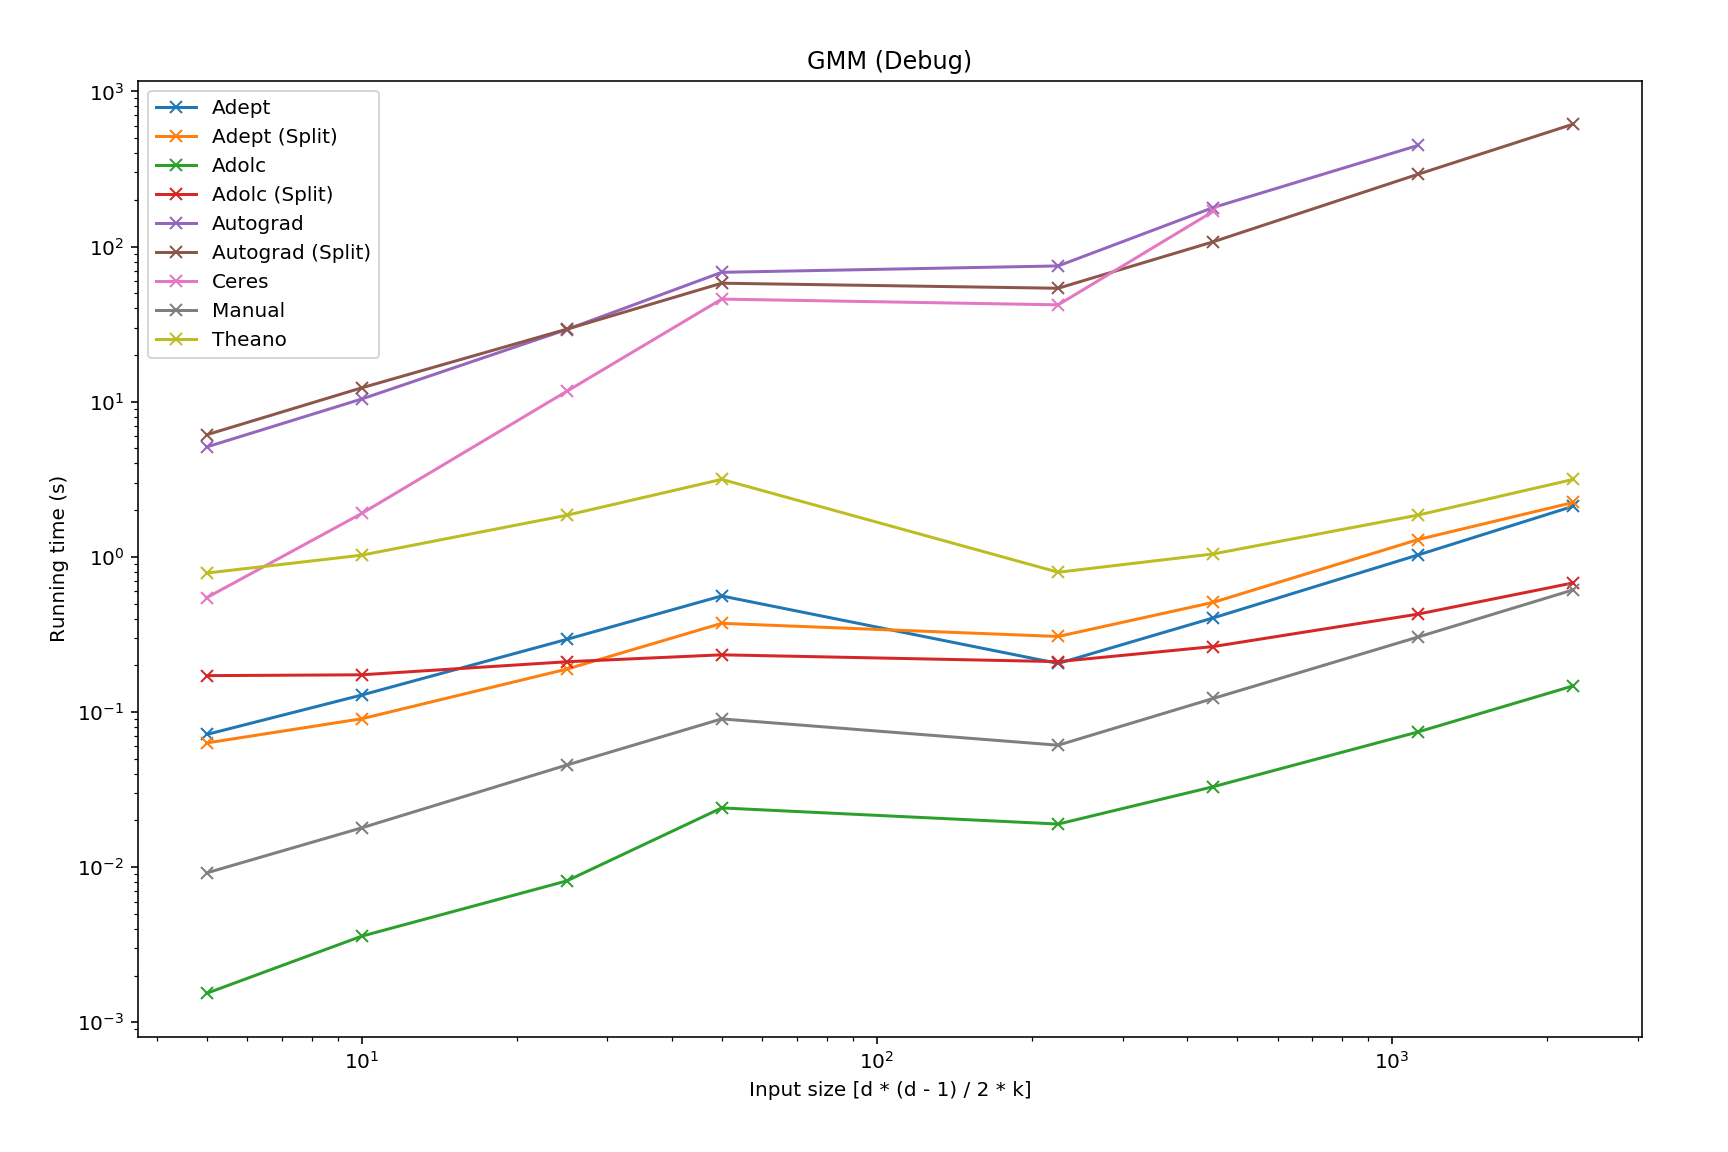 GMM (Debug)
10³
10²
10¹
10⁰
10⁻¹
10⁻²
10⁻³
Running time (s)
Adept
Adept (Split)
Adolc
Adolc (Split)
Autograd
Autograd (Split)
Ceres
Manual
Theano
10¹ 10² 10³
Input size [d * (d - 1) / 2 * k]